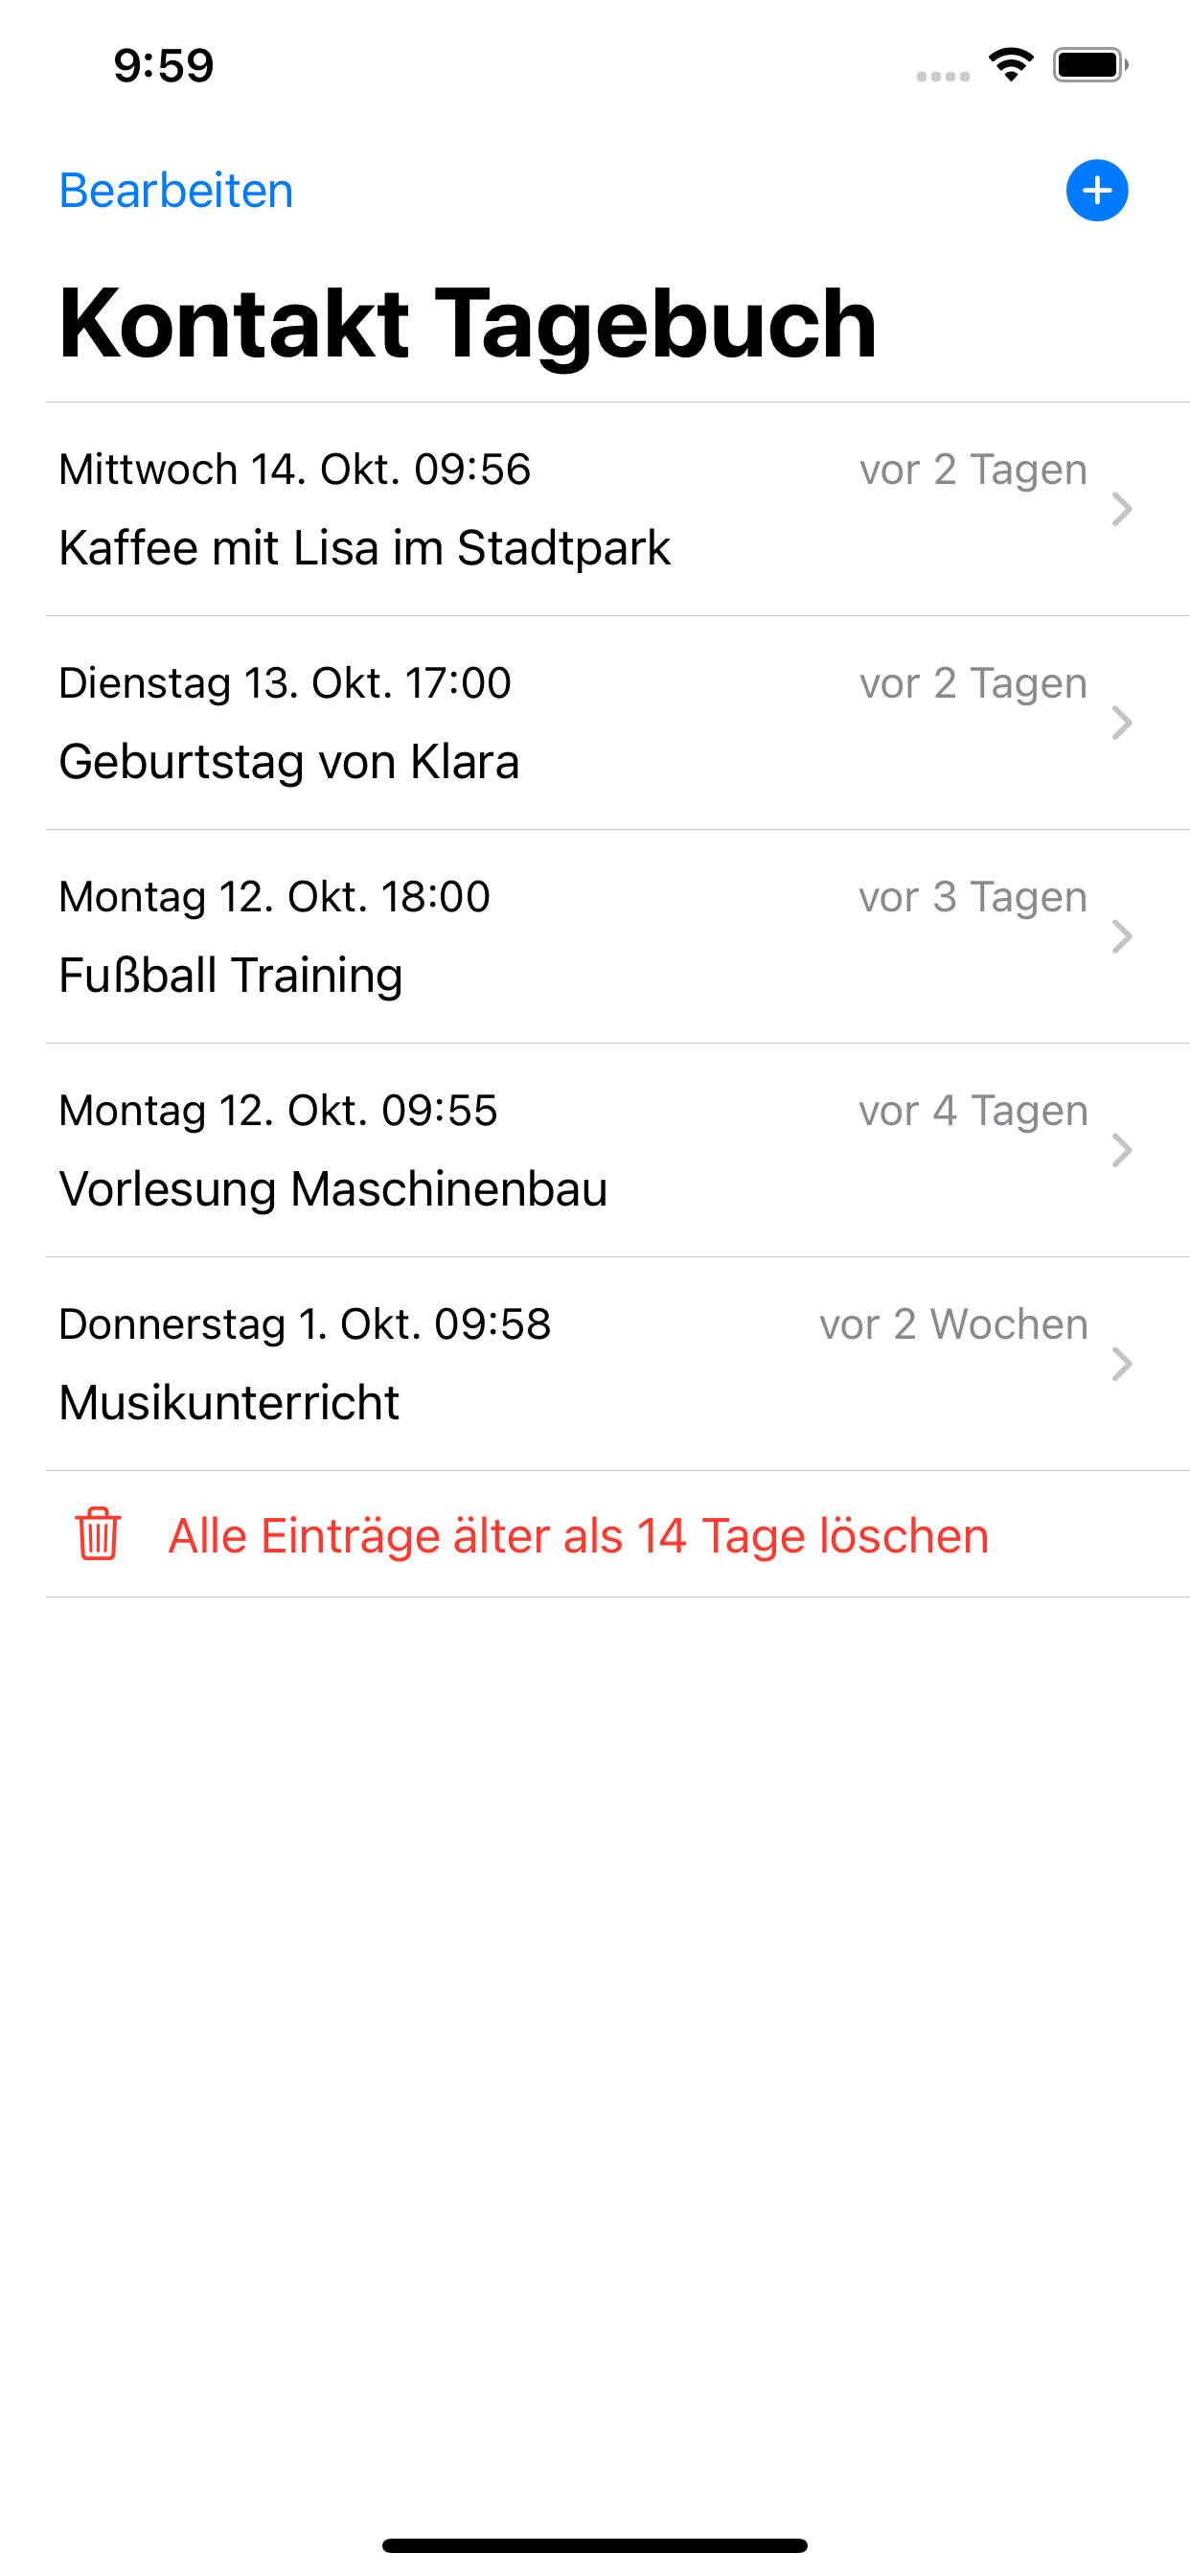 9:59
Bearbeiten
Kontakt Tagebuch
Mittwoch 14. Okt. 09:56 vor 2 Tagen
Kaffee mit Lisa im Stadtpark
Dienstag 13. Okt. 17:00 vor 2 Tagen
Geburtstag von Klara
Montag 12. Okt. 18:00 vor 3 Tagen
Fußball Training
Montag 12. Okt. 09:55 vor 4 Tagen
Vorlesung Maschinenbau
Donnerstag 1. Okt. 09:58 vor 2 Wochen
Musikunterricht
Alle Einträge älter als 14 Tage löschen